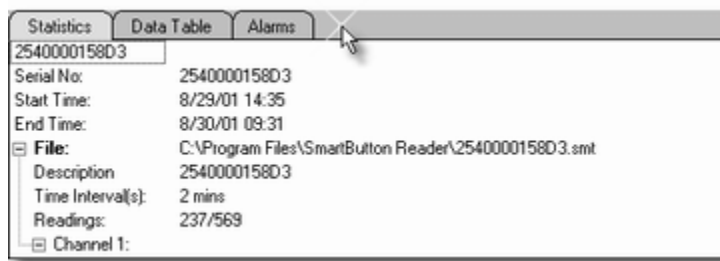 Statistics Data Table Alarms
2540000158D3
Serial No: 2540000158D3
Start Time: 8/29/01 14:35
End Time: 8/30/01 09:31
File: C:\Program Files\SmartButton Reader\2540000158D3.smt
Description 2540000158D3
Time Interval(s): 2 mins
Readings: 237/569
Channel 1: